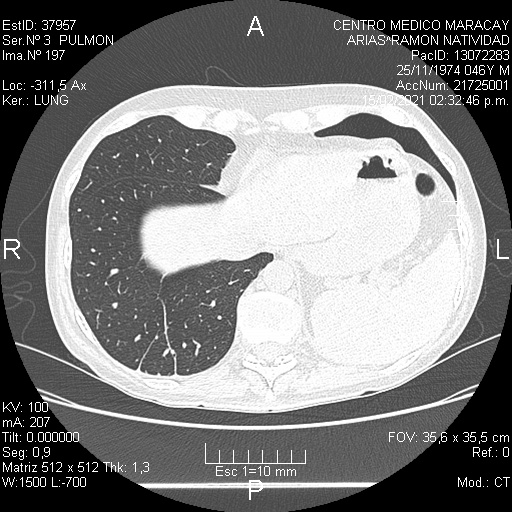 EstID: 37957
Ser.Nº 3 PULMON
Ima.Nº 197
Loc: -311,5 Ax
Ker.: LUNG
A
CENTRO MEDICO MARACAY
ARIAS^RAMON NATIVIDAD
PacID: 13072283
25/11/1974 046Y M
AccNum: 21725001
15/02/2021 02:32:46 p.m.
R
L
KV: 100
mA: 207
Tilt: 0.000000
Seg: 0,9
Matriz 512 x 512 Thk: 1,3
W:1500 L:-700
Esc 1=10 mm
P
FOV: 35,6 x 35,5 cm
Ref.: 0
Mod.: CT